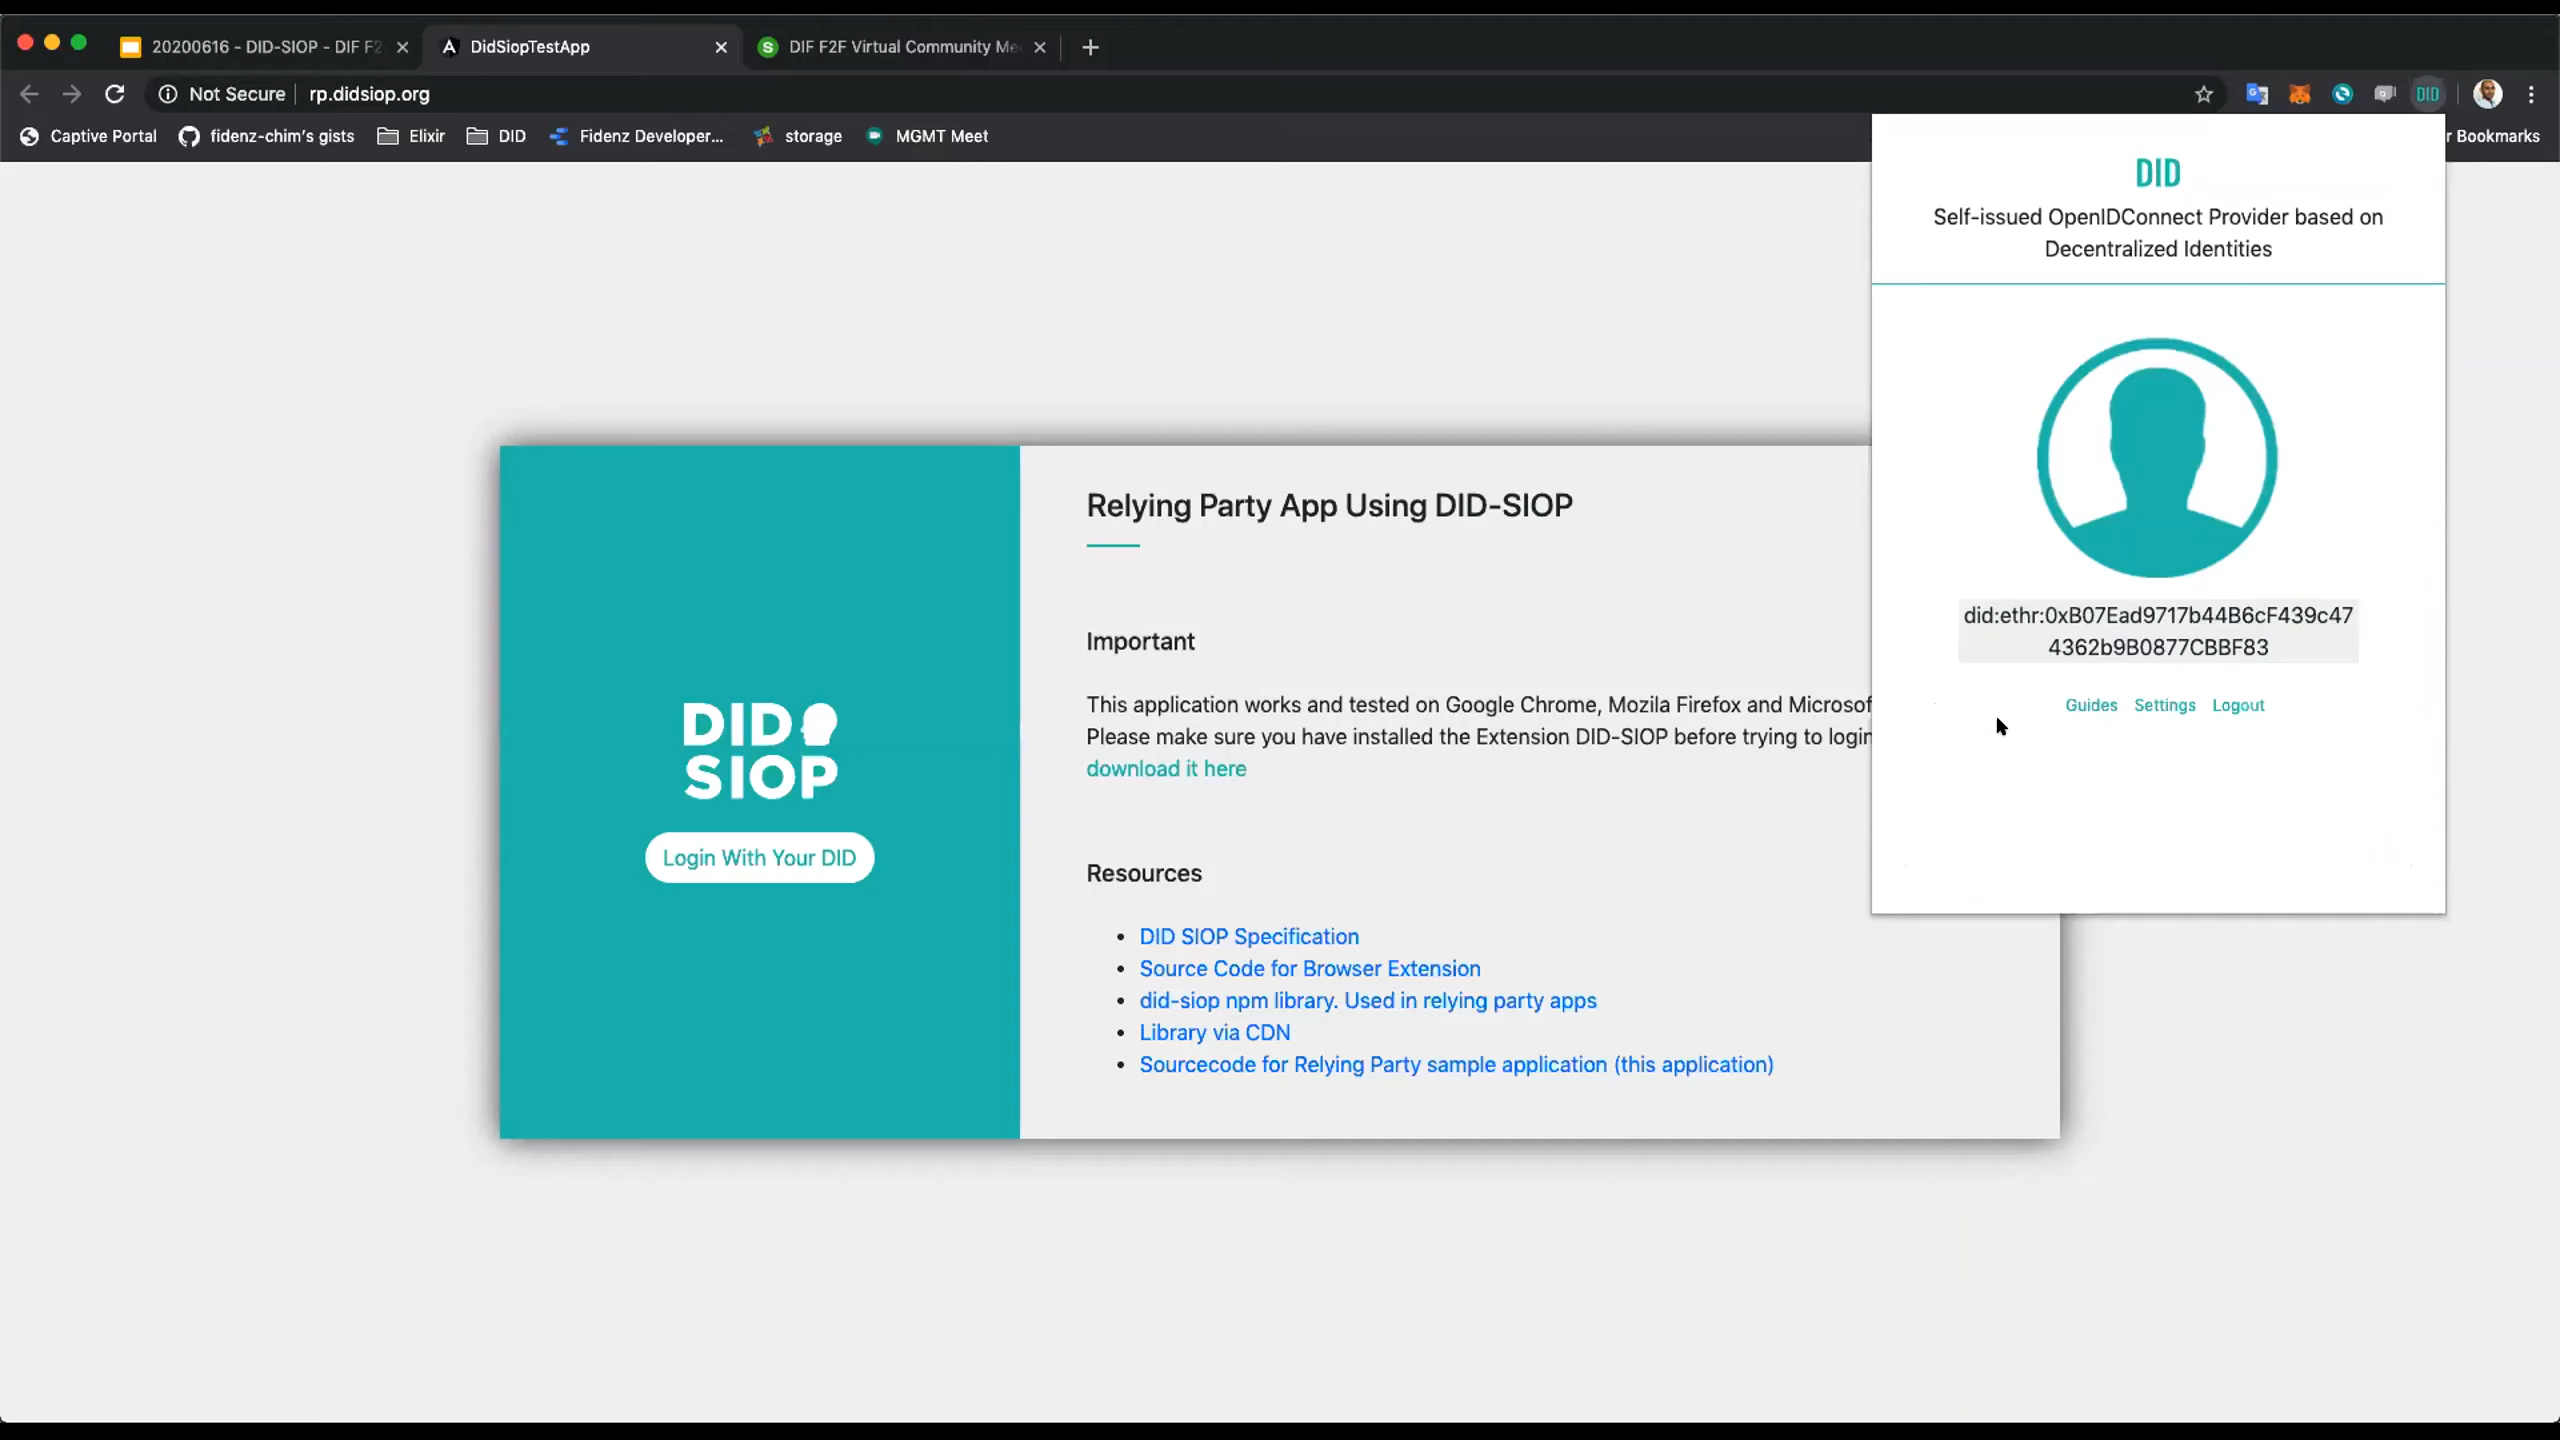 20200616 - DID-SIOP - DIF F2
DidSiopTestApp
DIF F2F Virtual Community Me
Not Secure
rp.didsiop.org
DID
Captive Portal
fidenz-chim's gists
Elixir
DID
Fidenz Developer...
storage
MGMT Meet
r Bookmarks
DID
Self-issued OpenIDConnect Provider based on
Decentralized Identities
did:ethr:0xB07Ead9717b44B6cF439c47
4362b9B0877CBBF83
Guides Settings Logout
DID
SIOP
Login With Your DID
Relying Party App Using DID-SIOP
Important
This application works and tested on Google Chrome, Mozila Firefox and Microsof
Please make sure you have installed the Extension DID-SIOP before trying to login
download it here
Resources
• DID SIOP Specification
• Source Code for Browser Extension
• did-siop npm library. Used in relying party apps
• Library via CDN
• Sourcecode for Relying Party sample application (this application)